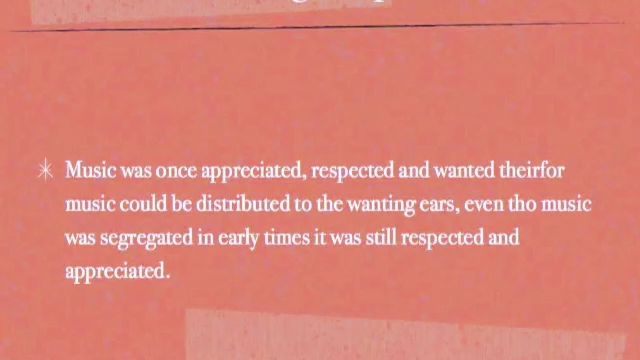 Music was once appreciated, respected and wanted theirfor
music could be distributed to the wanting ears, even tho music
was segregated in early times it was still respected and
appreciated.